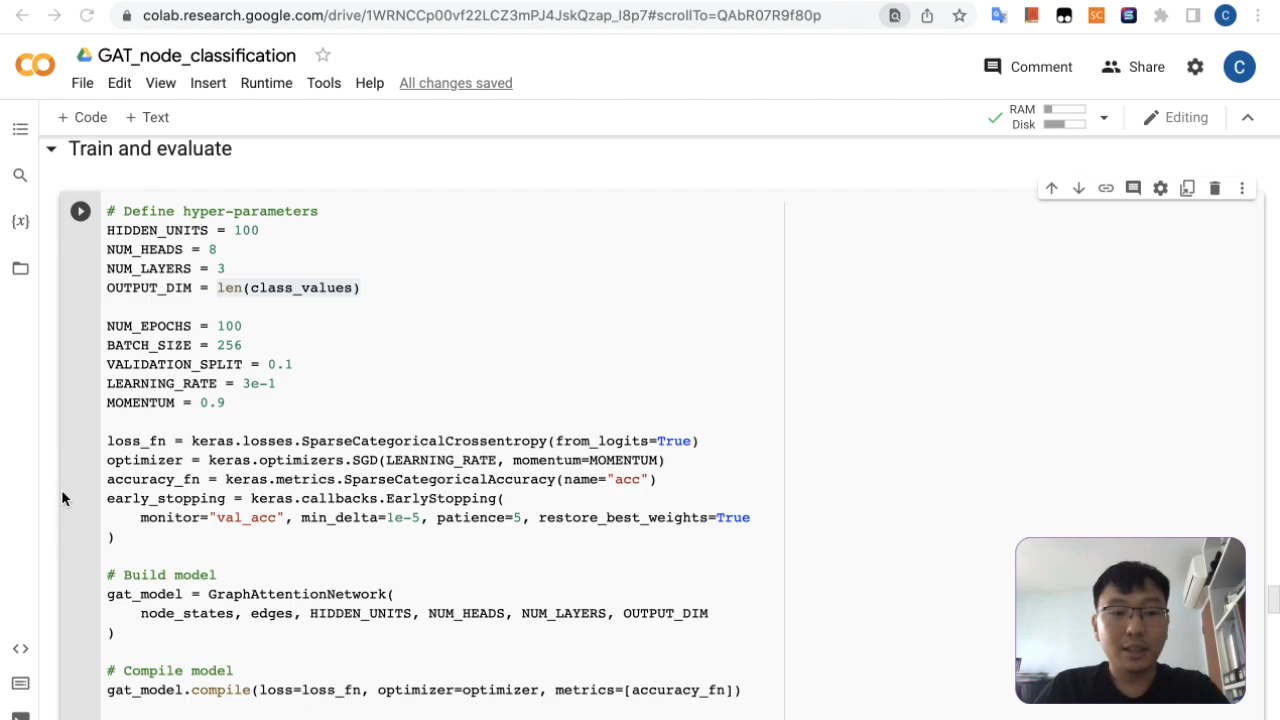 colab.research.google.com/drive/1WRNCCp00vf22LCZ3mPJ4JskQzap_I8p7#scrollTo=QAbR07R9f80p
SC
S
C
GAT_node_classification
File Edit View Insert Runtime Tools Help All changes saved
Comment
Share
C
+ Code + Text
RAM
Disk
Editing
Train and evaluate
# Define hyper-parameters
HIDDEN_UNITS = 100
NUM_HEADS = 8
NUM_LAYERS = 3
OUTPUT_DIM = len(class_values)
NUM_EPOCHS = 100
BATCH_SIZE = 256
VALIDATION_SPLIT = 0.1
LEARNING_RATE = 3e-1
MOMENTUM = 0.9
loss_fn = keras.losses.SparseCategoricalCrossentropy(from_logits=True)
optimizer = keras.optimizers.SGD(LEARNING_RATE, momentum=MOMENTUM)
accuracy_fn = keras.metrics.SparseCategoricalAccuracy(name="acc")
early_stopping = keras.callbacks.EarlyStopping(
monitor="val_acc", min_delta=1e-5, patience=5, restore_best_weights=True
)
# Build model
gat_model = GraphAttentionNetwork(
node_states, edges, HIDDEN_UNITS, NUM_HEADS, NUM_LAYERS, OUTPUT_DIM
)
# Compile model
gat_model.compile(loss=loss_fn, optimizer=optimizer, metrics=[accuracy_fn])
{x}